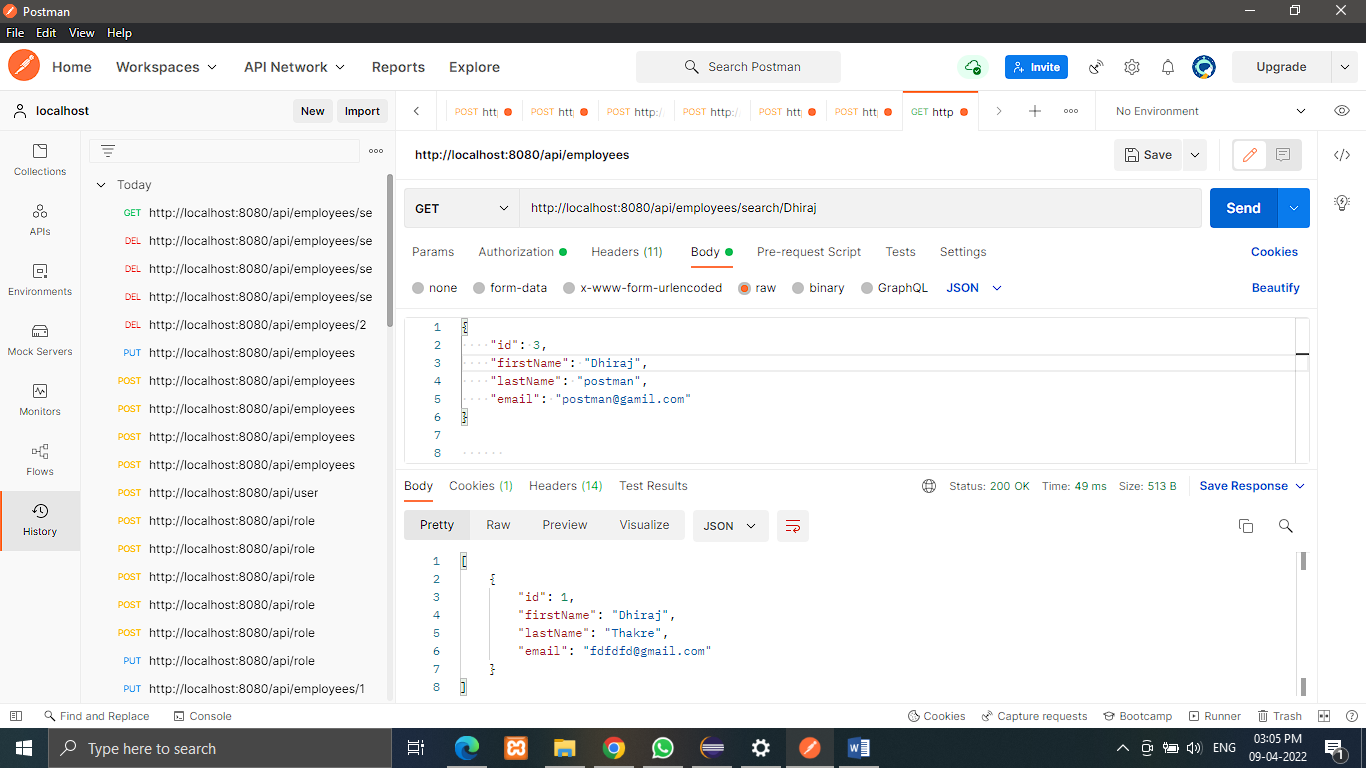 Postman
File Edit View Help
Home Workspaces API Network Reports Explore Search Postman Invite Upgrade
localhost New Import
POST htt POST htt POST http:/ POST http:/ POST htt POST htt GET http No Environment
http://localhost:8080/api/employees Save
GET http://localhost:8080/api/employees/search/Dhiraj Send
Params Authorization Headers (11) Body Pre-request Script Tests Settings Cookies
none form-data x-www-form-urlencoded raw binary GraphQL JSON Beautify
1 {
2 "id": 3,
3 "firstName": "Dhiraj",
4 "lastName": "postman",
5 "email": "postman@gamil.com"
6 }
7
8
Collections
APIs
Environments
Mock Servers
Monitors
Flows
History
Today
GET http://localhost:8080/api/employees/se
DEL http://localhost:8080/api/employees/se
DEL http://localhost:8080/api/employees/se
DEL http://localhost:8080/api/employees/se
DEL http://localhost:8080/api/employees/2
PUT http://localhost:8080/api/employees
POST http://localhost:8080/api/employees
POST http://localhost:8080/api/employees
POST http://localhost:8080/api/employees
POST http://localhost:8080/api/employees
POST http://localhost:8080/api/user
POST http://localhost:8080/api/role
POST http://localhost:8080/api/role
POST http://localhost:8080/api/role
POST http://localhost:8080/api/role
POST http://localhost:8080/api/role
PUT http://localhost:8080/api/role
PUT http://localhost:8080/api/employees/1
Body Cookies (1) Headers (14) Test Results Status: 200 OK Time: 49 ms Size: 513 B Save Response
Pretty Raw Preview Visualize JSON
1 [
2 {
3 "id": 1,
4 "firstName": "Dhiraj",
5 "lastName": "Thakre",
6 "email": "fdfdfd@gmail.com"
7 }
8 ]
Find and Replace Console Cookies Capture requests Bootcamp Runner Trash
Type here to search ENG 03:05 PM
09-04-2022 1